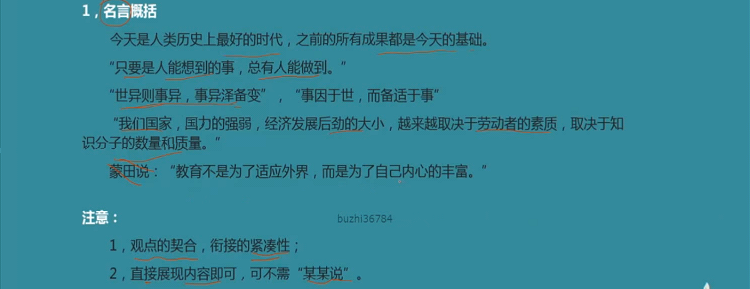 1，名言概括
今天是人类历史上最好的时代，之前的所有成果都是今天的基础。
“只要是人能想到的事，总有人能做到。”
“世异则事异，事异泽备变”，“事因于世，而备适于事”
“我们国家，国力的强弱，经济发展后劲的大小，越来越取决于劳动者的素质，取决于知
识分子的数量和质量。“
蒙田说：“教育不是为了适应外界，而是为了自己内心的丰富。”
注意：
buzhi36784
1，观点的契合，衔接的紧凑性；
2，直接展现内容即可，可不需“某某说”。